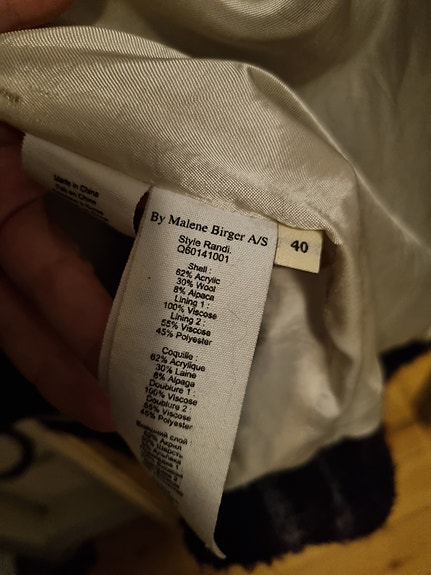 Made in China
By Malene Birger A/S
Style Randi.
Q60141001
40
Shell :
62% Acrylic
30% Wool
8% Alpaca
Lining 1 :
100% Viscose
Lining 2 :
55% Viscose
45% Polyester
Coquille :
62% Acrylique
30% Laine
8% Alpaga
Doublure 1 :
100% Viscose
Doublure 2 :
55% Viscose
45% Polyester
Внешний слой